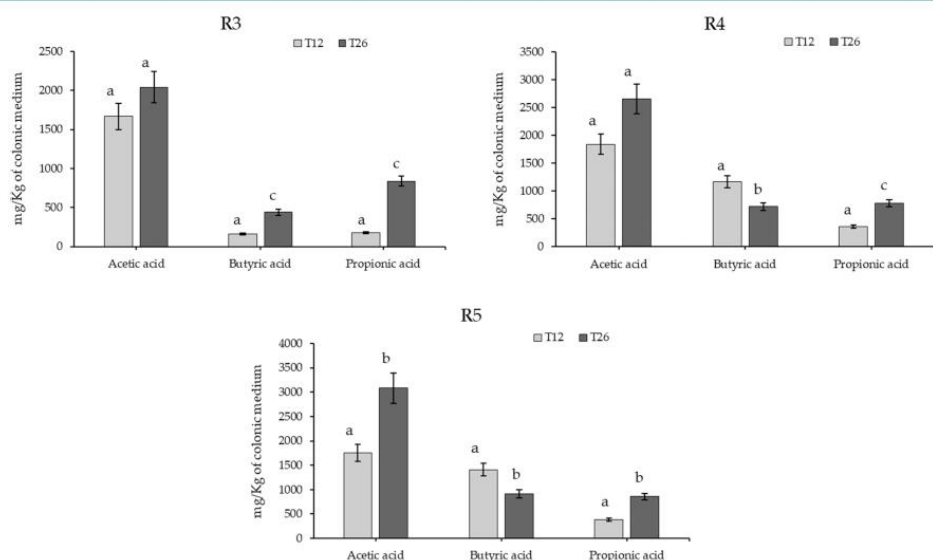 R3
T12 T26
mg/Kg of colonic medium
2500
2000
1500
1000
500
0
a a
a c
a c
Acetic acid Butyric acid Propionic acid
R4
T12 T26
mg/Kg of colonic medium
3500
3000
2500
2000
1500
1000
500
0
a a
a b
a c
Acetic acid Butyric acid Propionic acid
R5
T12 T26
mg/Kg of colonic medium
4000
3500
3000
2500
2000
1500
1000
500
0
a b
a b
a b
Acetic acid Butyric acid Propionic acid